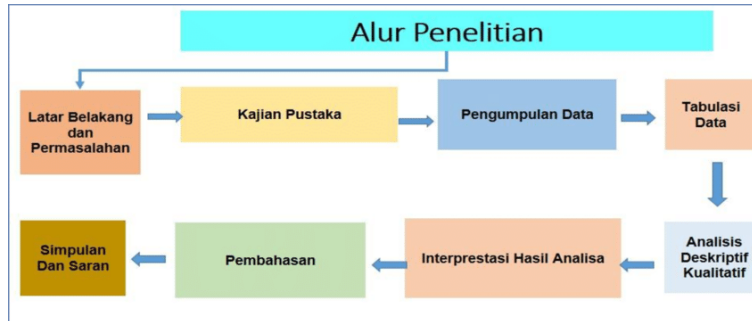 Alur Penelitian
Latar Belakang
dan
Permasalahan
Kajian Pustaka
Pengumpulan Data
Tabulasi
Data
Analisis
Deskriptif
Kualitatif
Interprestasi Hasil Analisa
Pembahasan
Simpulan
Dan Saran